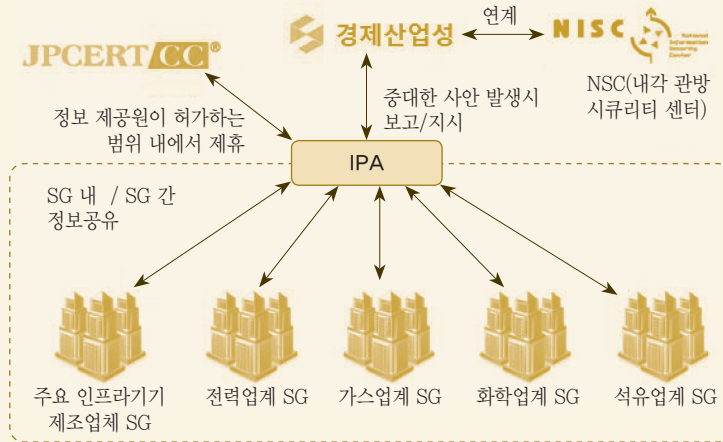 JPCERT CC®
경제산업성
연계
NISC
National
Information
Security
Center
NSC(내각 관방
시큐리티 센터)
중대한 사안 발생시
보고/지시
정보 제공원이 허가하는
범위 내에서 제휴
IPA
SG 내 / SG 간
정보공유
주요 인프라기기
제조업체 SG
전력업계 SG
가스업계 SG
화학업계 SG
석유업계 SG